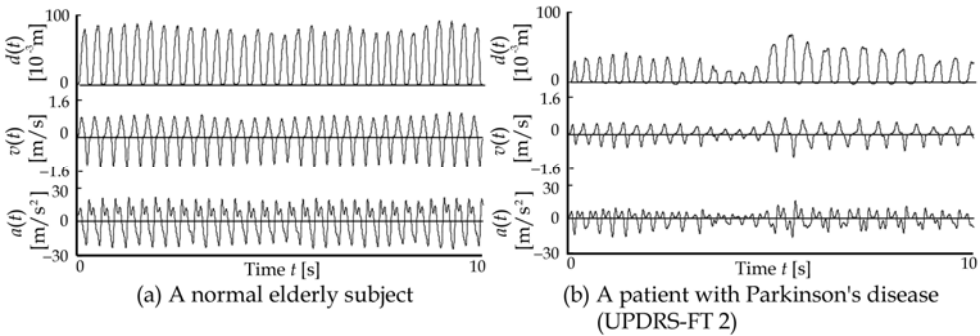 100
d(t)
[10⁻³m]
0
1.6
v(t)
[m/s]
0
−1.6
30
a(t)
[m/s²]
0
−30
0
Time t [s]
10
(a) A normal elderly subject
100
d(t)
[10⁻³m]
0
1.6
v(t)
[m/s]
0
−1.6
30
a(t)
[m/s²]
0
−30
0
Time t [s]
10
(b) A patient with Parkinson's disease
(UPDRS-FT 2)